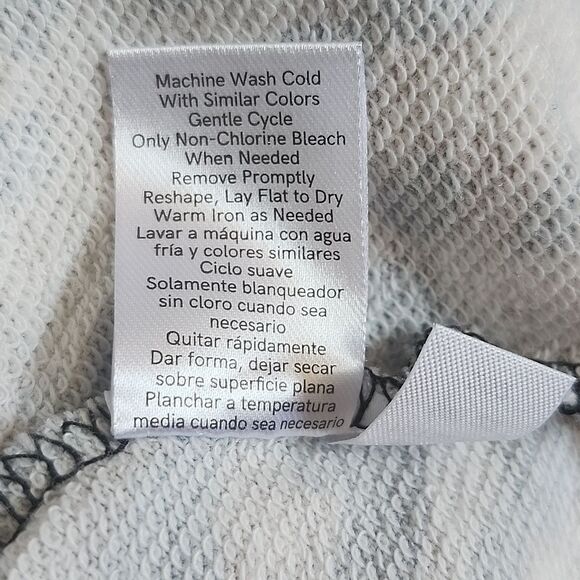 Machine Wash Cold
With Similar Colors
Gentle Cycle
Only Non-Chlorine Bleach
When Needed
Remove Promptly
Reshape, Lay Flat to Dry
Warm Iron as Needed
Lavar a máquina con agua
fría y colores similares
Ciclo suave
Solamente blanqueador
sin cloro cuando sea
necesario
Quitar rápidamente
Dar forma, dejar secar
sobre superficie plana
Planchar a temperatura
media cuando sea necesario